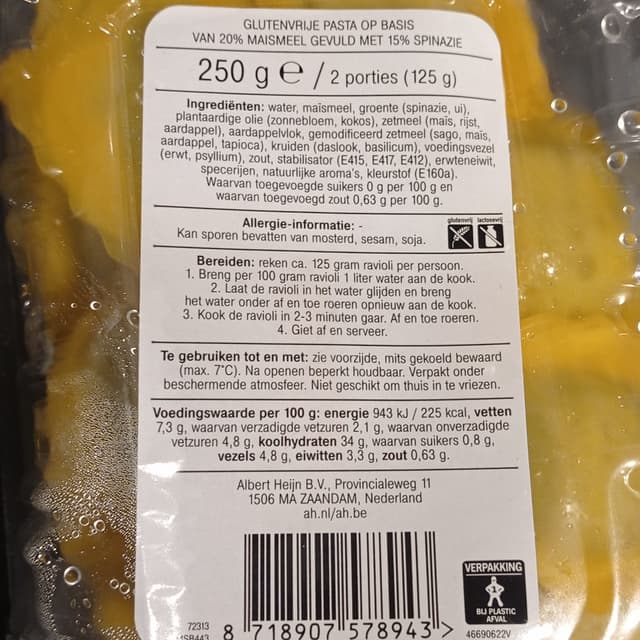 GLUTENVRIJE PASTA OP BASIS
VAN 20% MAISMEEL GEVULD MET 15% SPINAZIE
250 g e / 2 porties (125 g)
Ingrediënten: water, maïsmeel, groente (spinazie, ui),
plantaardige olie (zonnebloem, kokos), zetmeel (maïs, rijst,
aardappel), aardappelvlok, gemodificeerd zetmeel (sago, maïs,
aardappel, tapioca), kruiden (daslook, basilicum), voedingsvezel
(erwt, psyllium), zout, stabilisator (E415, E417, E412), erwteneiwit,
specerijen, natuurlijke aroma's, kleurstof (E160a).
Waarvan toegevoegde suikers 0 g per 100 g en
waarvan toegevoegd zout 0,63 g per 100 g.
Allergie-informatie: -
Kan sporen bevatten van mosterd, sesam, soja.
glutenvrij lactosevrij
Bereiden: reken ca. 125 gram ravioli per persoon.
1. Breng per 100 gram ravioli 1 liter water aan de kook.
2. Laat de ravioli in het water glijden en breng
het water onder af en toe roeren opnieuw aan de kook.
3. Kook de ravioli in 2-3 minuten gaar. Af en toe roeren.
4. Giet af en serveer.
Te gebruiken tot en met: zie voorzijde, mits gekoeld bewaard
(max. 7°C). Na openen beperkt houdbaar. Verpakt onder
beschermende atmosfeer. Niet geschikt om thuis in te vriezen.
Voedingswaarde per 100 g: energie 943 kJ / 225 kcal, vetten
7,3 g, waarvan verzadigde vetzuren 2,1 g, waarvan onverzadigde
vetzuren 4,8 g, koolhydraten 34 g, waarvan suikers 0,8 g,
vezels 4,8 g, eiwitten 3,3 g, zout 0,63 g.
Albert Heijn B.V., Provincialeweg 11
1506 MA ZAANDAM, Nederland
ah.nl/ah.be
VERPAKKING
BIJ PLASTIC
AFVAL
72313
8 718907 578943 >
46690622V